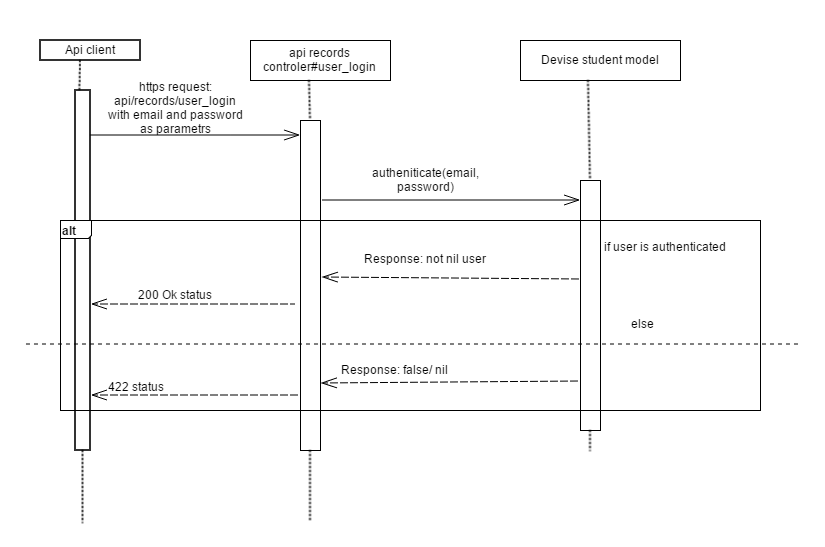 Api client
api records
controler#user_login
Devise student model
https request:
api/records/user_login
with email and password
as parametrs
autheniticate(email,
password)
alt
if user is authenticated
Response: not nil user
200 Ok status
else
Response: false/ nil
422 status